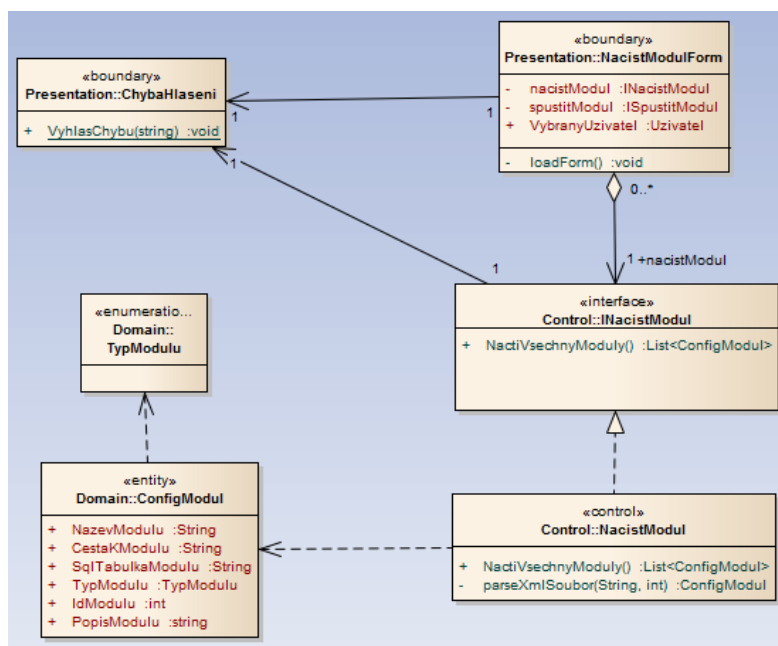 «boundary»
Presentation::ChybaHlaseni
+ VyhlasChybu(string) :void
«boundary»
Presentation::NacistModulForm
- nacistModul :INacistModul
- spustitModul :ISpustitModul
+ VybranyUzivatel :Uzivatel
- loadForm() :void
1
1
1
0..*
1
1 +nacistModul
«interface»
Control::INacistModul
+ NactiVsechnyModuly() :List<ConfigModul>
«enumeratio...
Domain::
TypModulu
«entity»
Domain::ConfigModul
+ NazevModulu :String
+ CestaKModulu :String
+ SqlTabulkaModulu :String
+ TypModulu :TypModulu
+ IdModulu :int
+ PopisModulu :string
«control»
Control::NacistModul
+ NactiVsechnyModuly() :List<ConfigModul>
- parseXmlSoubor(String, int) :ConfigModul